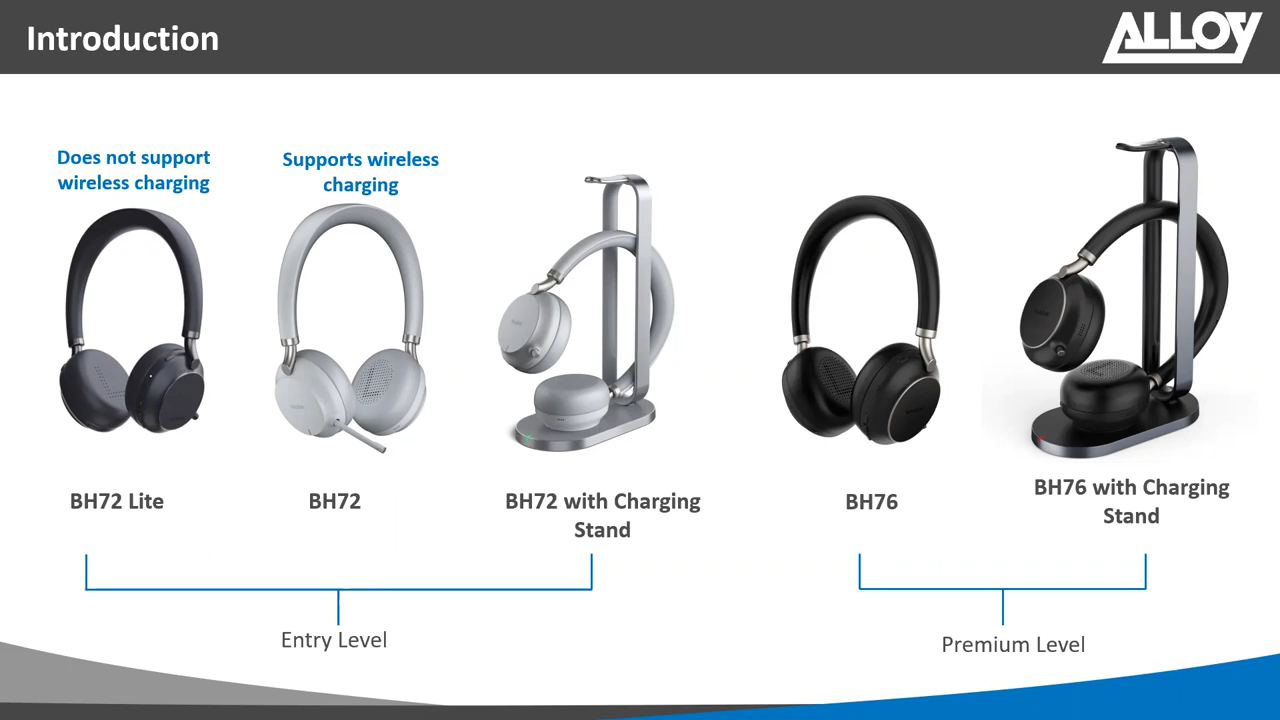 Introduction
ALLOY
Does not support
wireless charging
Supports wireless
charging
BH72 Lite
BH72
BH72 with Charging
Stand
BH76
BH76 with Charging
Stand
Entry Level
Premium Level